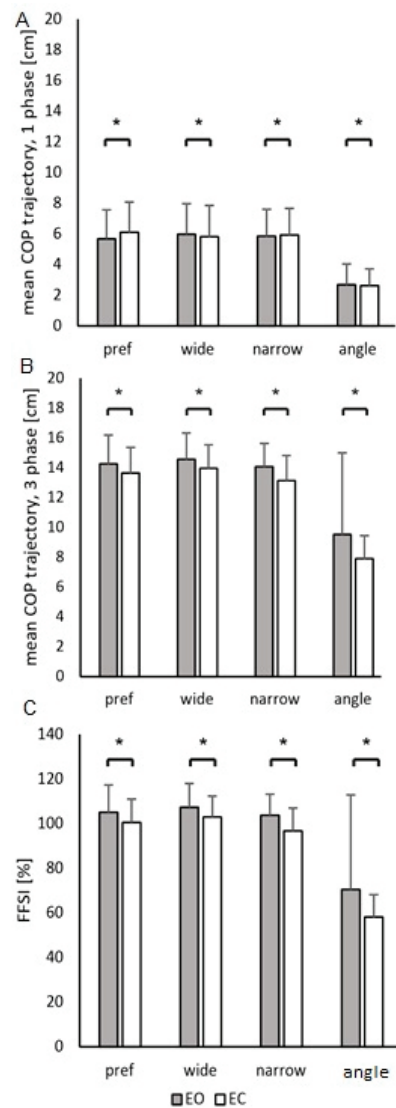 A
mean COP trajectory, 1 phase [cm]
20
18
16
14
12
10
8
6
4
2
0
* * * *
pref wide narrow angle
B
mean COP trajectory, 3 phase [cm]
20
18
16
14
12
10
8
6
4
2
0
* * * *
pref wide narrow angle
C
FFSI [%]
140
120
100
80
60
40
20
0
* * * *
pref wide narrow angle
EO EC